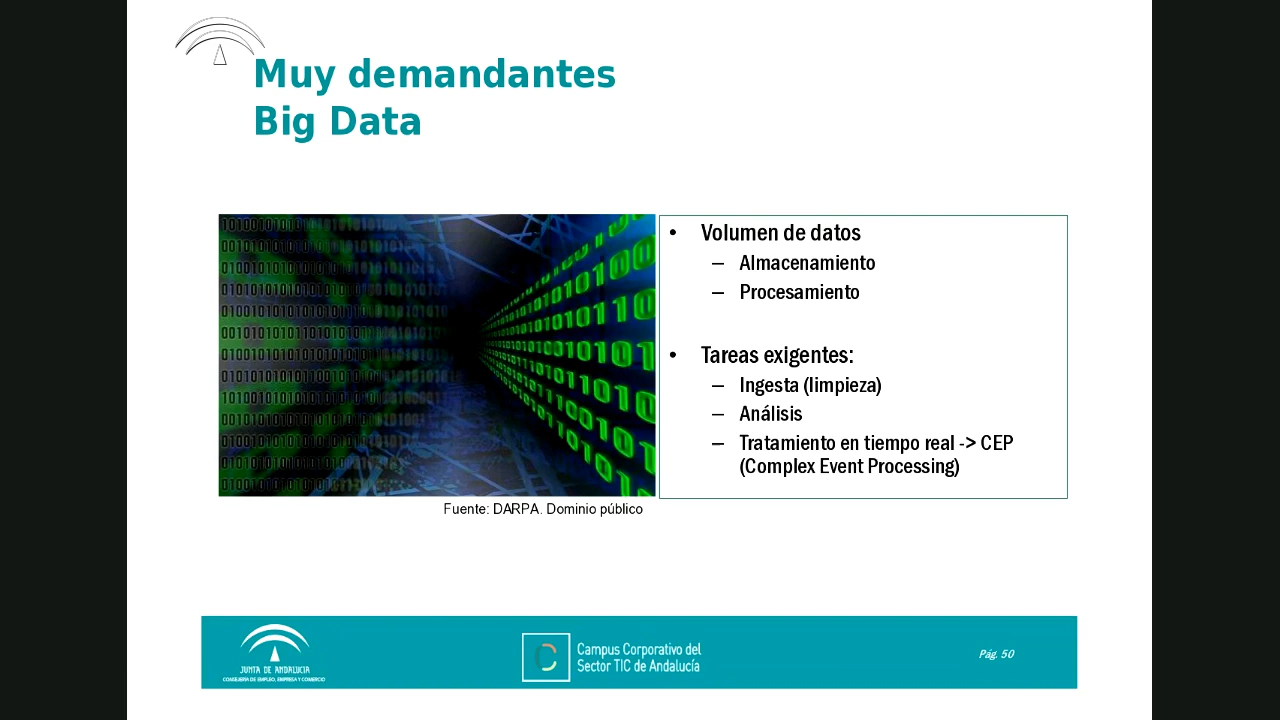 Muy demandantes
Big Data
• Volumen de datos
– Almacenamiento
– Procesamiento
• Tareas exigentes:
– Ingesta (limpieza)
– Análisis
– Tratamiento en tiempo real -> CEP
(Complex Event Processing)
Fuente: DARPA. Dominio público
JUNTA DE ANDALUCIA
CONSEJERÍA DE EMPLEO, EMPRESA Y COMERCIO
Campus Corporativo del
Sector TIC de Andalucía
Pág. 50